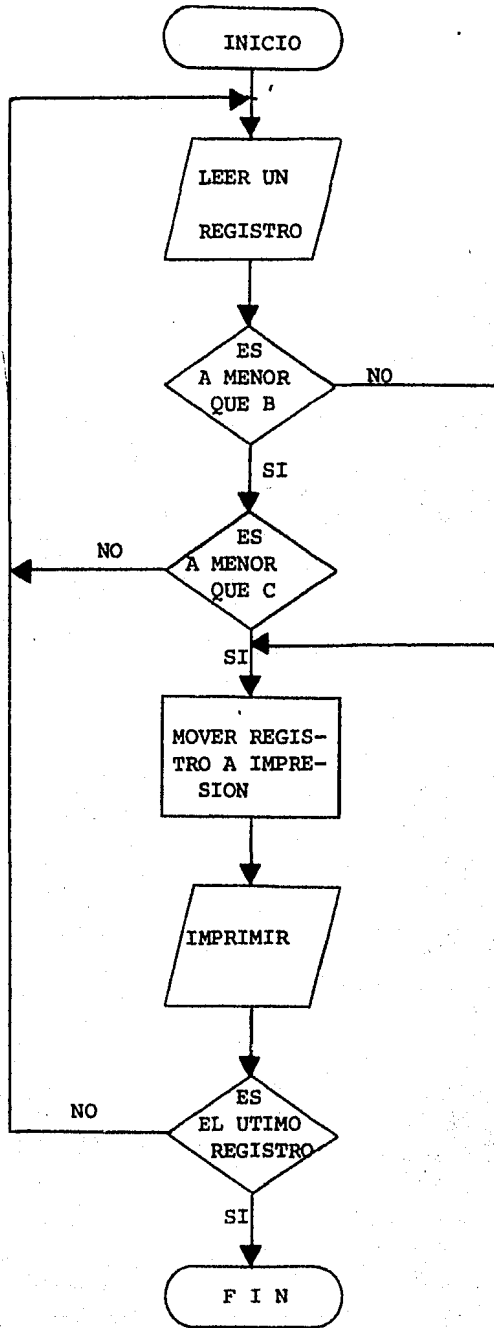 INICIO
LEER UN
REGISTRO
ES
A MENOR
QUE B
NO
SI
ES
A MENOR
QUE C
NO
SI
MOVER REGIS-
TRO A IMPRE-
SION
IMPRIMIR
ES
EL UTIMO
REGISTRO
NO
SI
F I N